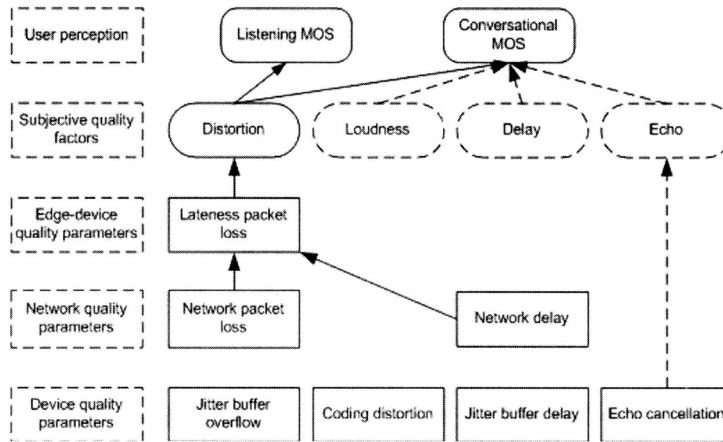 User perception
Listening MOS
Conversational
MOS
Subjective quality
factors
Distortion
Loudness
Delay
Echo
Edge-device
quality parameters
Lateness packet
loss
Network quality
parameters
Network packet
loss
Network delay
Device quality
parameters
Jitter buffer
overflow
Coding distortion
Jitter buffer delay
Echo cancellation